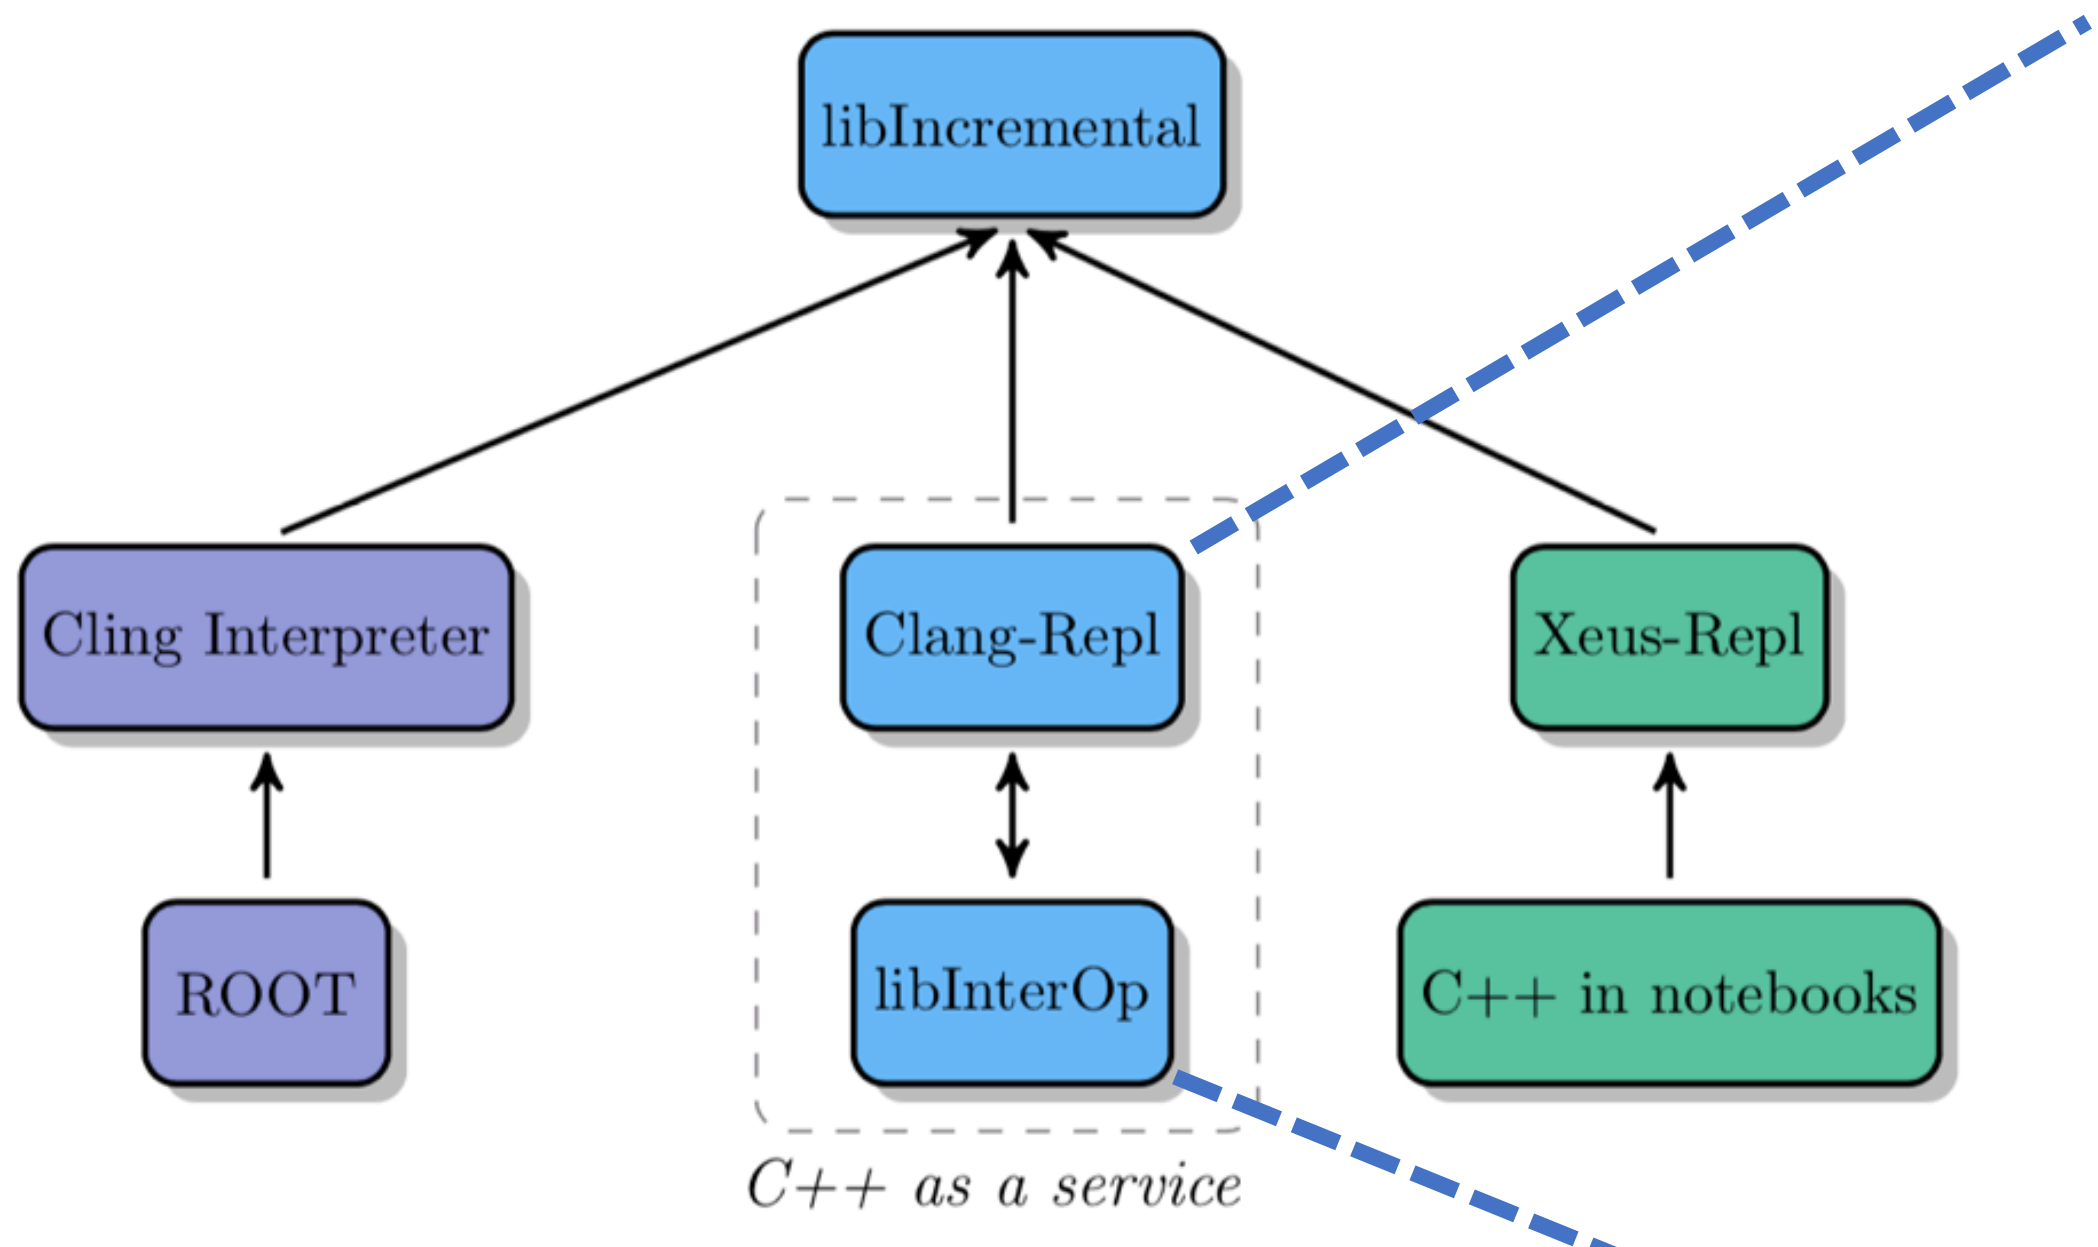 libIncremental
Cling Interpreter
Clang-Repl
Xeus-Repl
ROOT
libInterOp
C++ in notebooks
C++ as a service